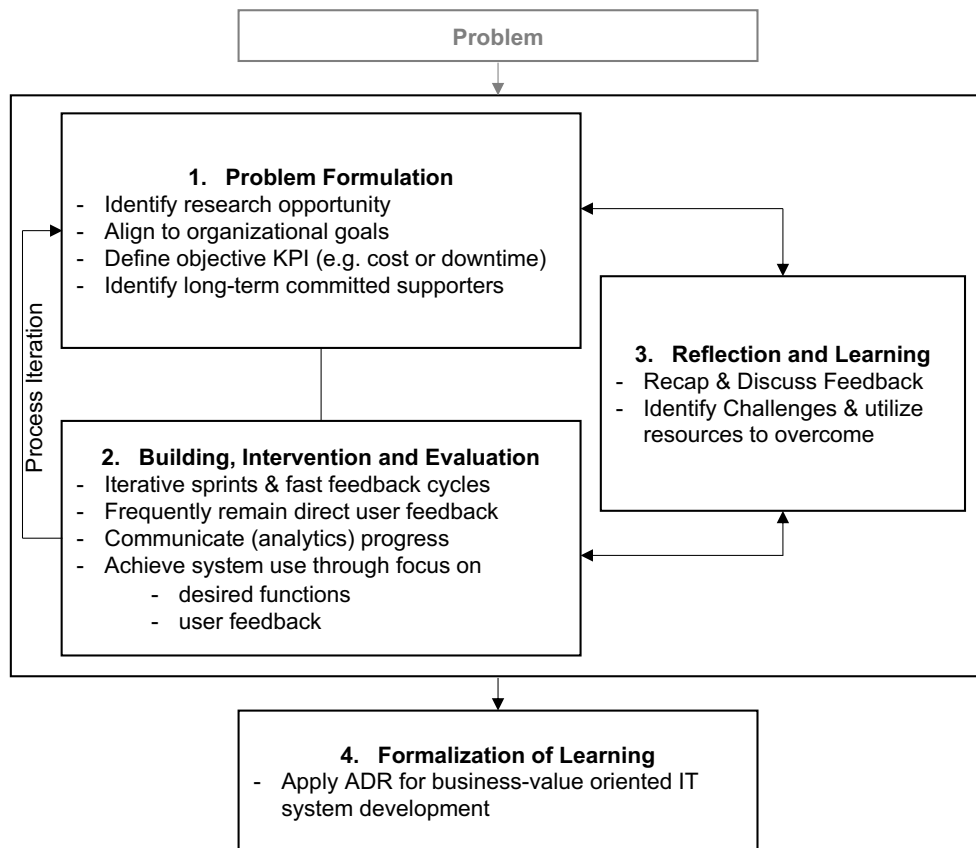 Problem
1. Problem Formulation
- Identify research opportunity
- Align to organizational goals
- Define objective KPI (e.g. cost or downtime)
- Identify long-term committed supporters
Process Iteration
3. Reflection and Learning
- Recap & Discuss Feedback
- Identify Challenges & utilize
resources to overcome
2. Building, Intervention and Evaluation
- Iterative sprints & fast feedback cycles
- Frequently remain direct user feedback
- Communicate (analytics) progress
- Achieve system use through focus on
- desired functions
- user feedback
4. Formalization of Learning
- Apply ADR for business-value oriented IT
system development